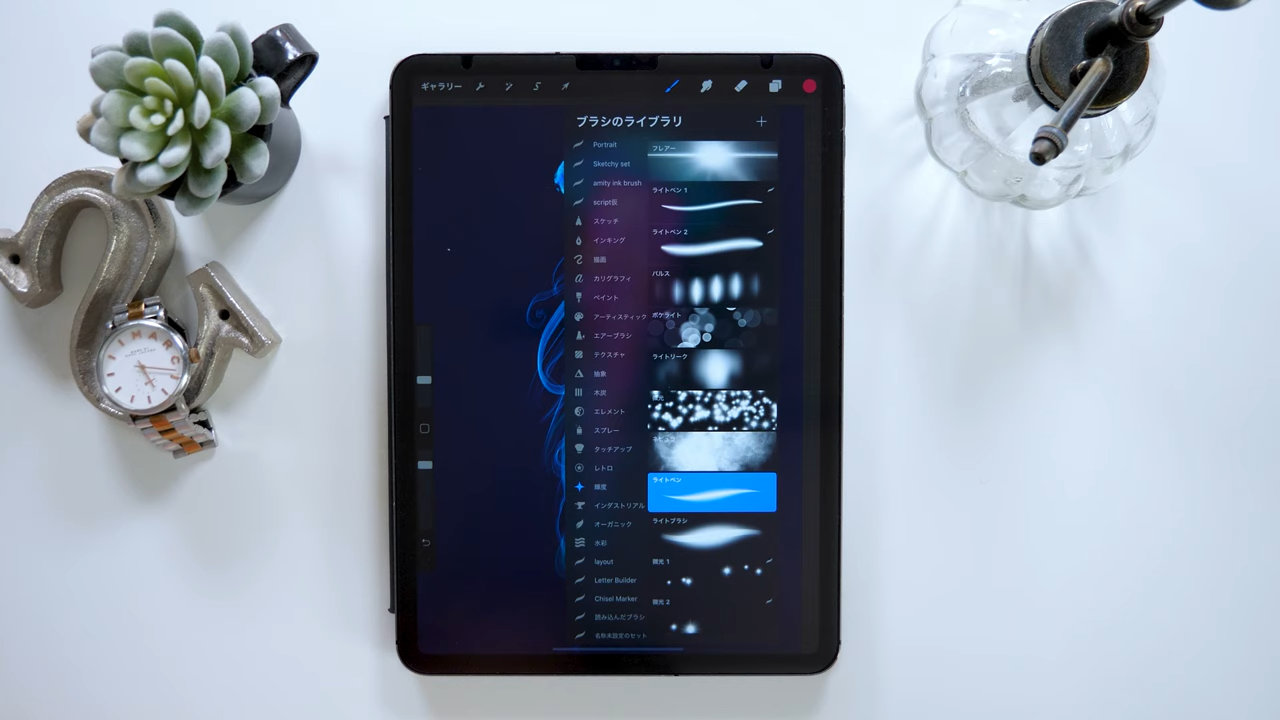 ギャラリー
ブラシのライブラリ
Portrait
Sketchy set
amity ink brush
script仮
スケッチ
インキング
描画
カリグラフィ
ペイント
アーティスティック
エアーブラシ
テクスチャ
抽象
木炭
エレメント
スプレー
タッチアップ
レトロ
輝度
インダストリアル
オーガニック
水彩
layout
Letter Builder
Chisel Marker
読み込んだブラシ
名称未設定のセット
フレアー
ライトペン 1
ライトペン 2
パルス
ボケライト
ライトリーク
ライトペン
ライトブラシ
微光 1
微光 2
MARC